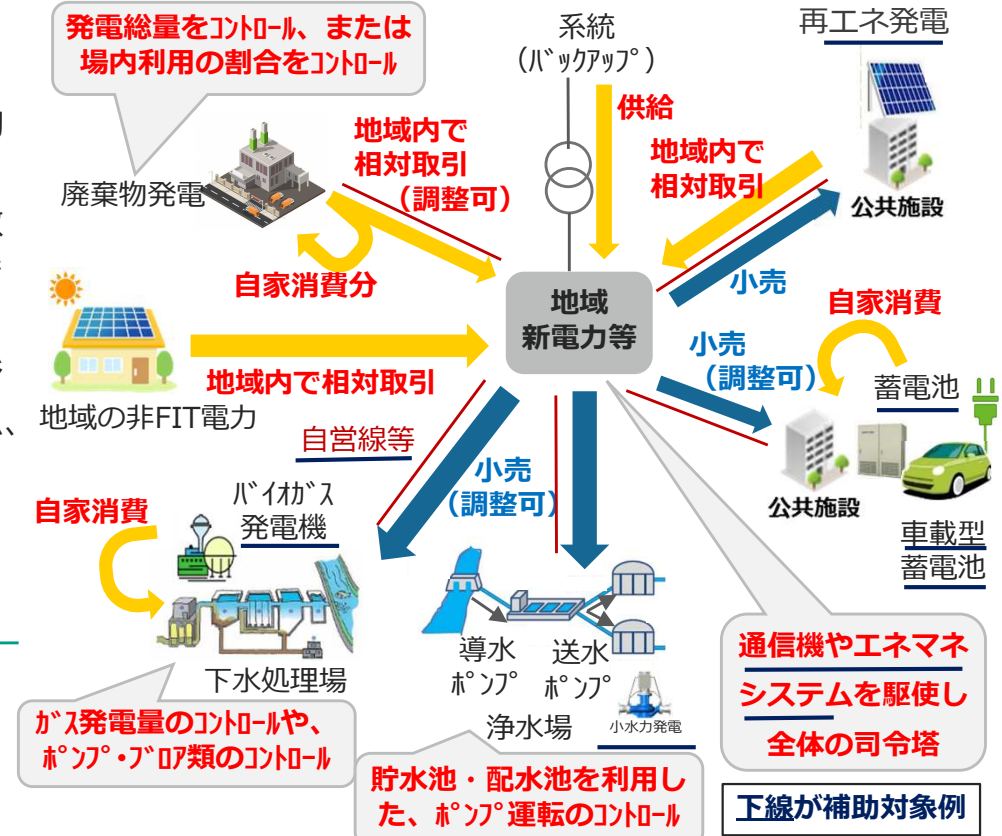 発電総量をｺﾝﾄﾛｰﾙ、または
場内利用の割合をｺﾝﾄﾛｰﾙ
系統
（ﾊﾞｯｸｱｯﾌﾟ）
再エネ発電
供給
地域内で
相対取引
（調整可）
地域内で
相対取引
廃棄物発電
公共施設
自家消費分
小売
地域
新電力等
自家消費
小売
（調整可）
蓄電池
地域内で相対取引
地域の非FIT電力
自営線等
小売
（調整可）
公共施設
ﾊﾞｲｵｶﾞｽ
発電機
自家消費
車載型
蓄電池
導水
ﾎﾟﾝﾌﾟ
送水
ﾎﾟﾝﾌﾟ
下水処理場
浄水場
小水力発電
通信機やエネマネ
システムを駆使し
全体の司令塔
ｶﾞｽ発電量のｺﾝﾄﾛｰﾙや、
ﾎﾟﾝﾌﾟ・ﾌﾞﾛｱ類のｺﾝﾄﾛｰﾙ
貯水池・配水池を利用し
た、ﾎﾟﾝﾌﾟ運転のｺﾝﾄﾛｰﾙ
下線が補助対象例